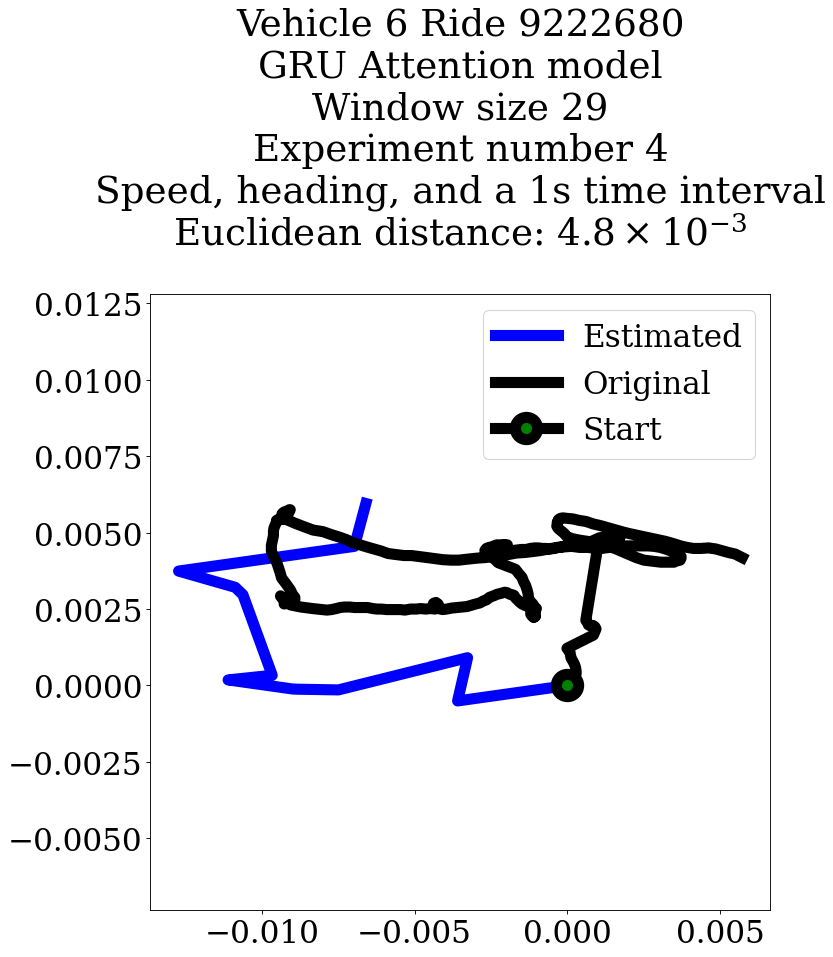 Vehicle 6 Ride 9222680
GRU Attention model
Window size 29
Experiment number 4
Speed, heading, and a 1s time interval
Euclidean distance: 4.8 × 10⁻³
0.0125
0.0100
0.0075
0.0050
0.0025
0.0000
−0.0025
−0.0050
Estimated
Original
Start
−0.010
−0.005
0.000
0.005